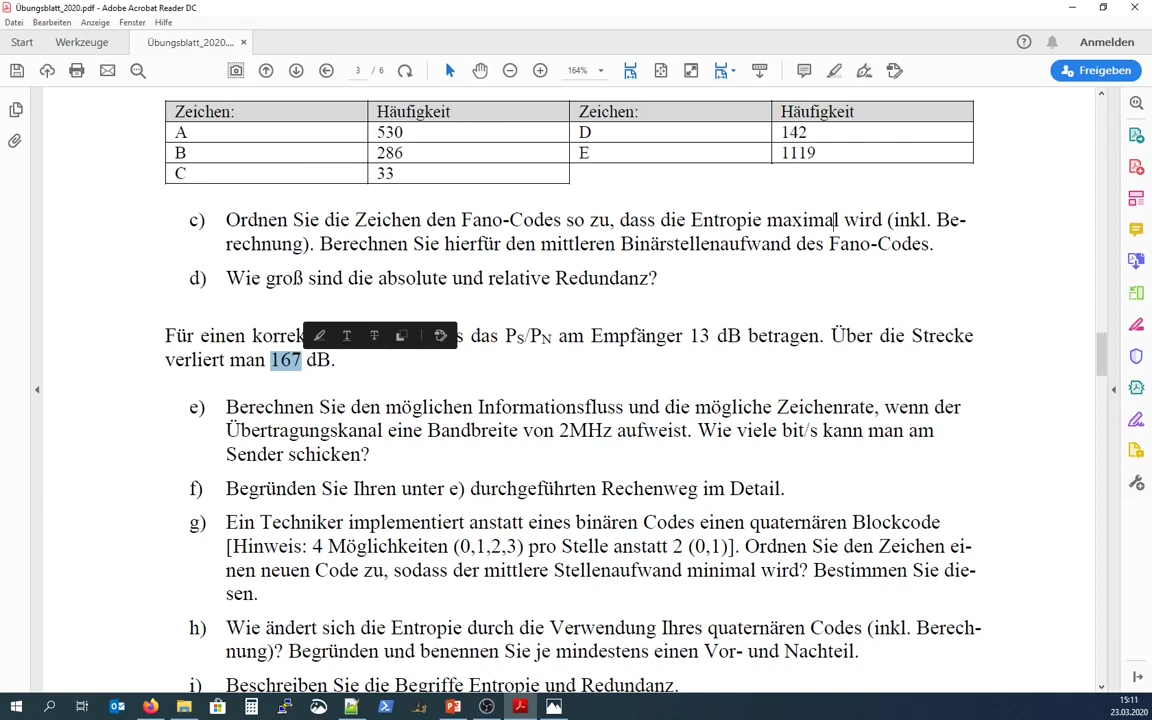 Übungsblatt_2020.pdf - Adobe Acrobat Reader DC
Datei Bearbeiten Anzeige Fenster Hilfe
Start Werkzeuge Übungsblatt_2020.... × Anmelden
3 / 6 164% Freigeben
Zeichen: Häufigkeit Zeichen: Häufigkeit
A 530 D 142
B 286 E 1119
C 33
c) Ordnen Sie die Zeichen den Fano-Codes so zu, dass die Entropie maximal wird (inkl. Be-
rechnung). Berechnen Sie hierfür den mittleren Binärstellenaufwand des Fano-Codes.
d) Wie groß sind die absolute und relative Redundanz?
Für einen korrek s das PS/PN am Empfänger 13 dB betragen. Über die Strecke
verliert man 167 dB.
e) Berechnen Sie den möglichen Informationsfluss und die mögliche Zeichenrate, wenn der
Übertragungskanal eine Bandbreite von 2MHz aufweist. Wie viele bit/s kann man am
Sender schicken?
f) Begründen Sie Ihren unter e) durchgeführten Rechenweg im Detail.
g) Ein Techniker implementiert anstatt eines binären Codes einen quaternären Blockcode
[Hinweis: 4 Möglichkeiten (0,1,2,3) pro Stelle anstatt 2 (0,1)]. Ordnen Sie den Zeichen ei-
nen neuen Code zu, sodass der mittlere Stellenaufwand minimal wird? Bestimmen Sie die-
sen.
h) Wie ändert sich die Entropie durch die Verwendung Ihres quaternären Codes (inkl. Berech-
nung)? Begründen und benennen Sie je mindestens einen Vor- und Nachteil.
i) Beschreiben Sie die Begriffe Entropie und Redundanz.
15:11
23.03.2020